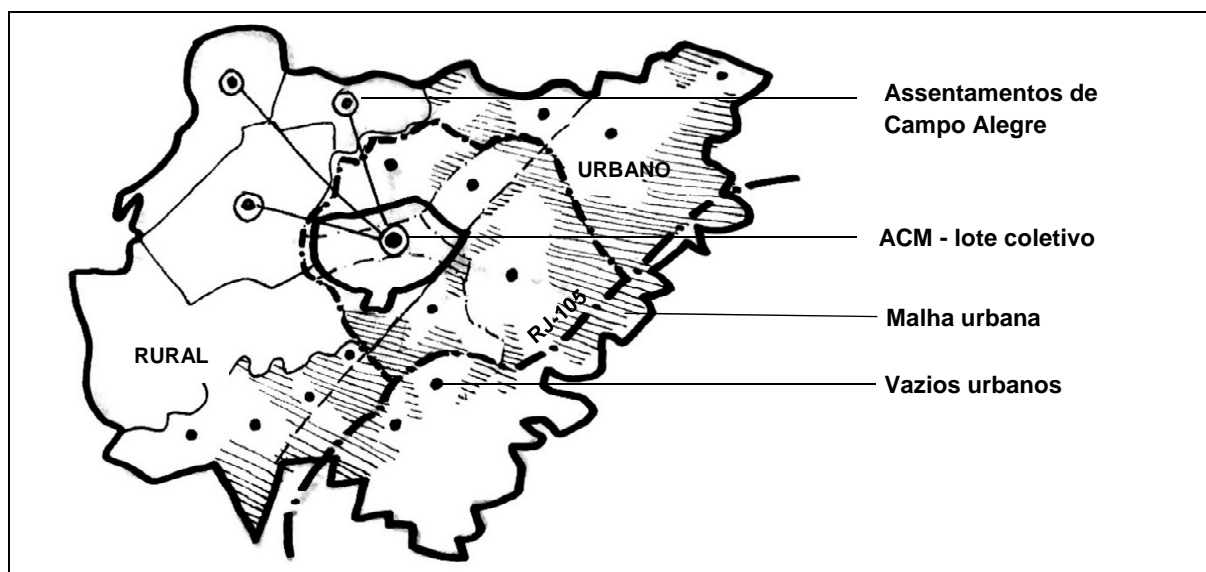 Assentamentos de
Campo Alegre
URBANO
ACM - lote coletivo
RJ-105
Malha urbana
RURAL
Vazios urbanos